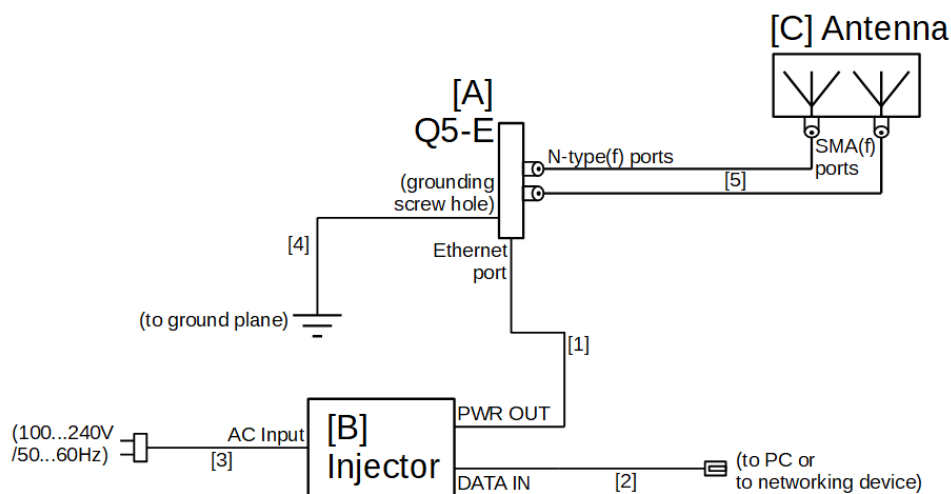 [C] Antenna
[A]
Q5-E
N-type(f) ports
SMA(f)
ports
[5]
(grounding
screw hole)
[4]
Ethernet
port
(to ground plane)
[1]
PWR OUT
[B]
Injector
AC Input
(100...240V
/50...60Hz)
[3]
DATA IN
[2]
(to PC or
to networking device)